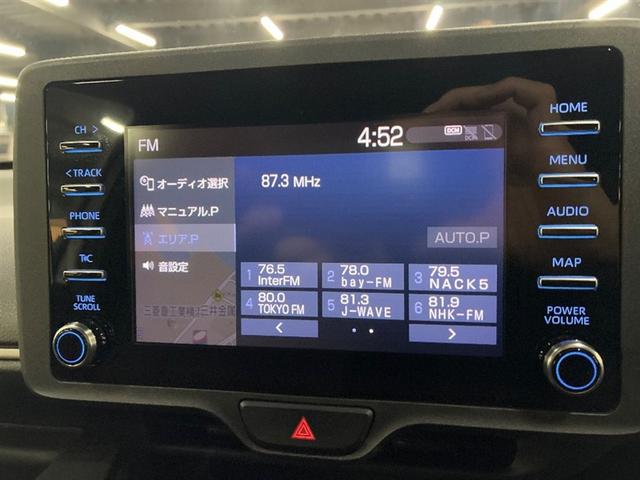 CH >
< TRACK
PHONE
T&C
TUNE
SCROLL
FM
4:52
DCM
オーディオ選択
マニュアル.P
エリア.P
音設定
87.3 MHz
AUTO.P
1 76.5
InterFM
2 78.0
bay-FM
3 79.5
NACK5
4 80.0
TOKYO FM
5 81.3
J-WAVE
6 81.9
NHK-FM
<
>
HOME
MENU
AUDIO
MAP
POWER
VOLUME